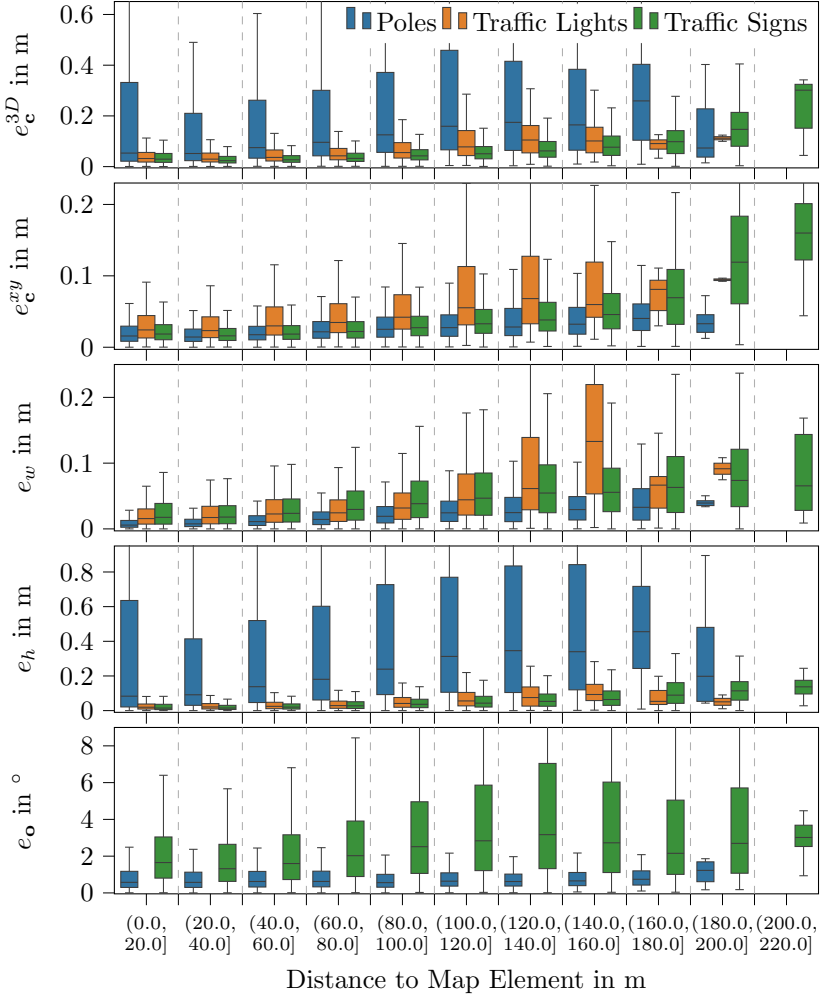 Poles Traffic Lights Traffic Signs
e_c^{3D} in m
0.6
0.4
0.2
0
e_c^{xy} in m
0.2
0.1
0
e_w in m
0.2
0.1
0
e_h in m
0.8
0.6
0.4
0.2
0
e_o in °
8
6
4
2
0
(0.0, (20.0, (40.0, (60.0, (80.0, (100.0, (120.0, (140.0, (160.0, (180.0, (200.0,
20.0] 40.0] 60.0] 80.0] 100.0] 120.0] 140.0] 160.0] 180.0] 200.0] 220.0]
Distance to Map Element in m